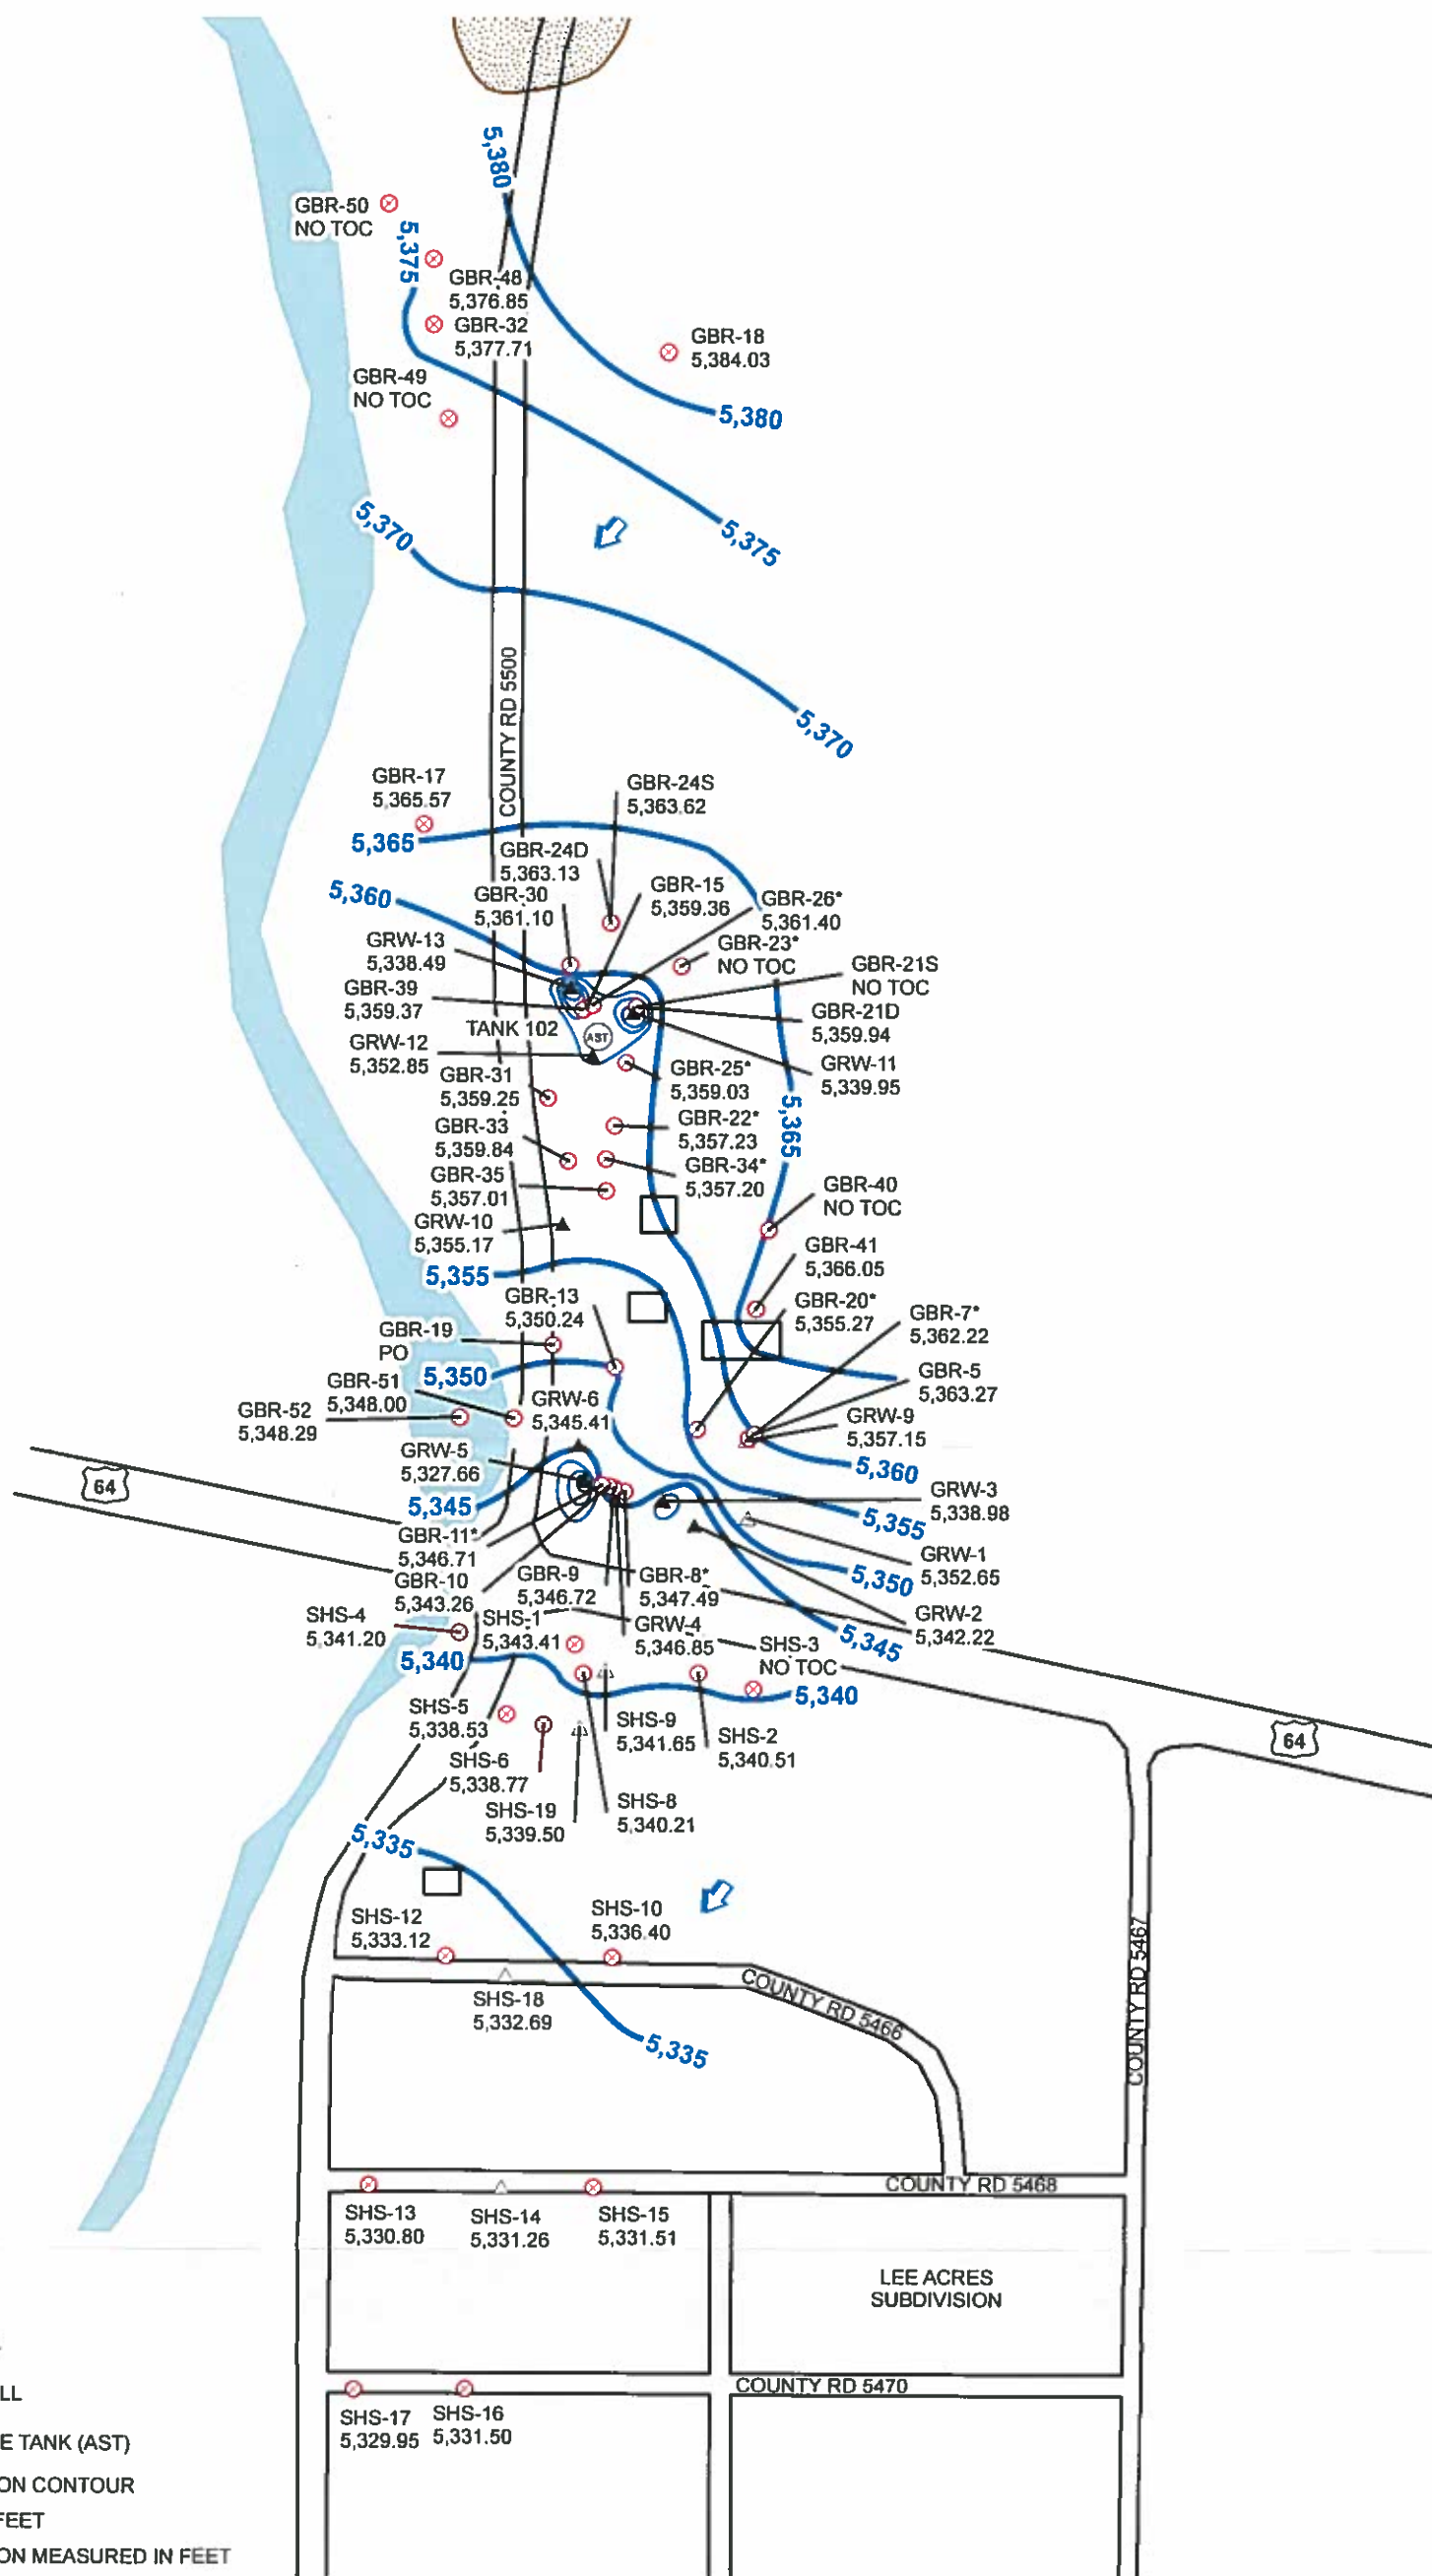 5,380
GBR-50
NO TOC
5,375
GBR-48
5,376.85
GBR-32
5,377.71
GBR-18
5,384.03
GBR-49
NO TOC
5,380
5,370
5,375
COUNTY RD 5500
5,370
GBR-17
5,365.57
GBR-24S
5,363.62
5,365
GBR-24D
5,363.13
5,360
GBR-30
5,361.10
GBR-15
5,359.36
GBR-26*
5,361.40
GRW-13
5,338.49
GBR-23*
NO TOC
GBR-21S
NO TOC
GBR-39
5,359.37
GBR-21D
5,359.94
TANK 102
AST
GRW-12
5,352.85
GRW-11
5,339.95
GBR-31
5,359.25
GBR-25*
5,359.03
5,365
GBR-33
5,359.84
GBR-22*
5,357.23
GBR-35
5,357.01
GBR-34*
5,357.20
GBR-40
NO TOC
GRW-10
5,355.17
GBR-41
5,366.05
5,355
GBR-13
5,350.24
GBR-20*
5,355.27
GBR-7*
5,362.22
GBR-19
PO
5,350
GBR-51
5,348.00
GBR-5
5,363.27
GBR-52
5,348.29
GRW-6
5,345.41
GRW-9
5,357.15
GRW-5
5,327.66
5,360
64
5,345
GRW-3
5,338.98
5,355
GBR-11*
5,346.71
GRW-1
5,352.65
GBR-10
5,343.26
GBR-9
5,346.72
GBR-8*
5,347.49
5,350
SHS-4
5,341.20
SHS-1
5,343.41
GRW-4
5,346.85
GRW-2
5,342.22
5,345
SHS-3
NO TOC
5,340
5,340
SHS-5
5,338.53
SHS-9
5,341.65
SHS-2
5,340.51
64
SHS-6
5,338.77
SHS-19
5,339.50
SHS-8
5,340.21
5,335
SHS-12
5,333.12
SHS-10
5,336.40
COUNTY RD 5467
COUNTY RD 5466
SHS-18
5,332.69
5,335
COUNTY RD 5468
SHS-13
5,330.80
SHS-14
5,331.26
SHS-15
5,331.51
LEE ACRES
SUBDIVISION
COUNTY RD 5470
LL
SHS-17
5,329.95
SHS-16
5,331.50
E TANK (AST)
ON CONTOUR
FEET
ON MEASURED IN FEET